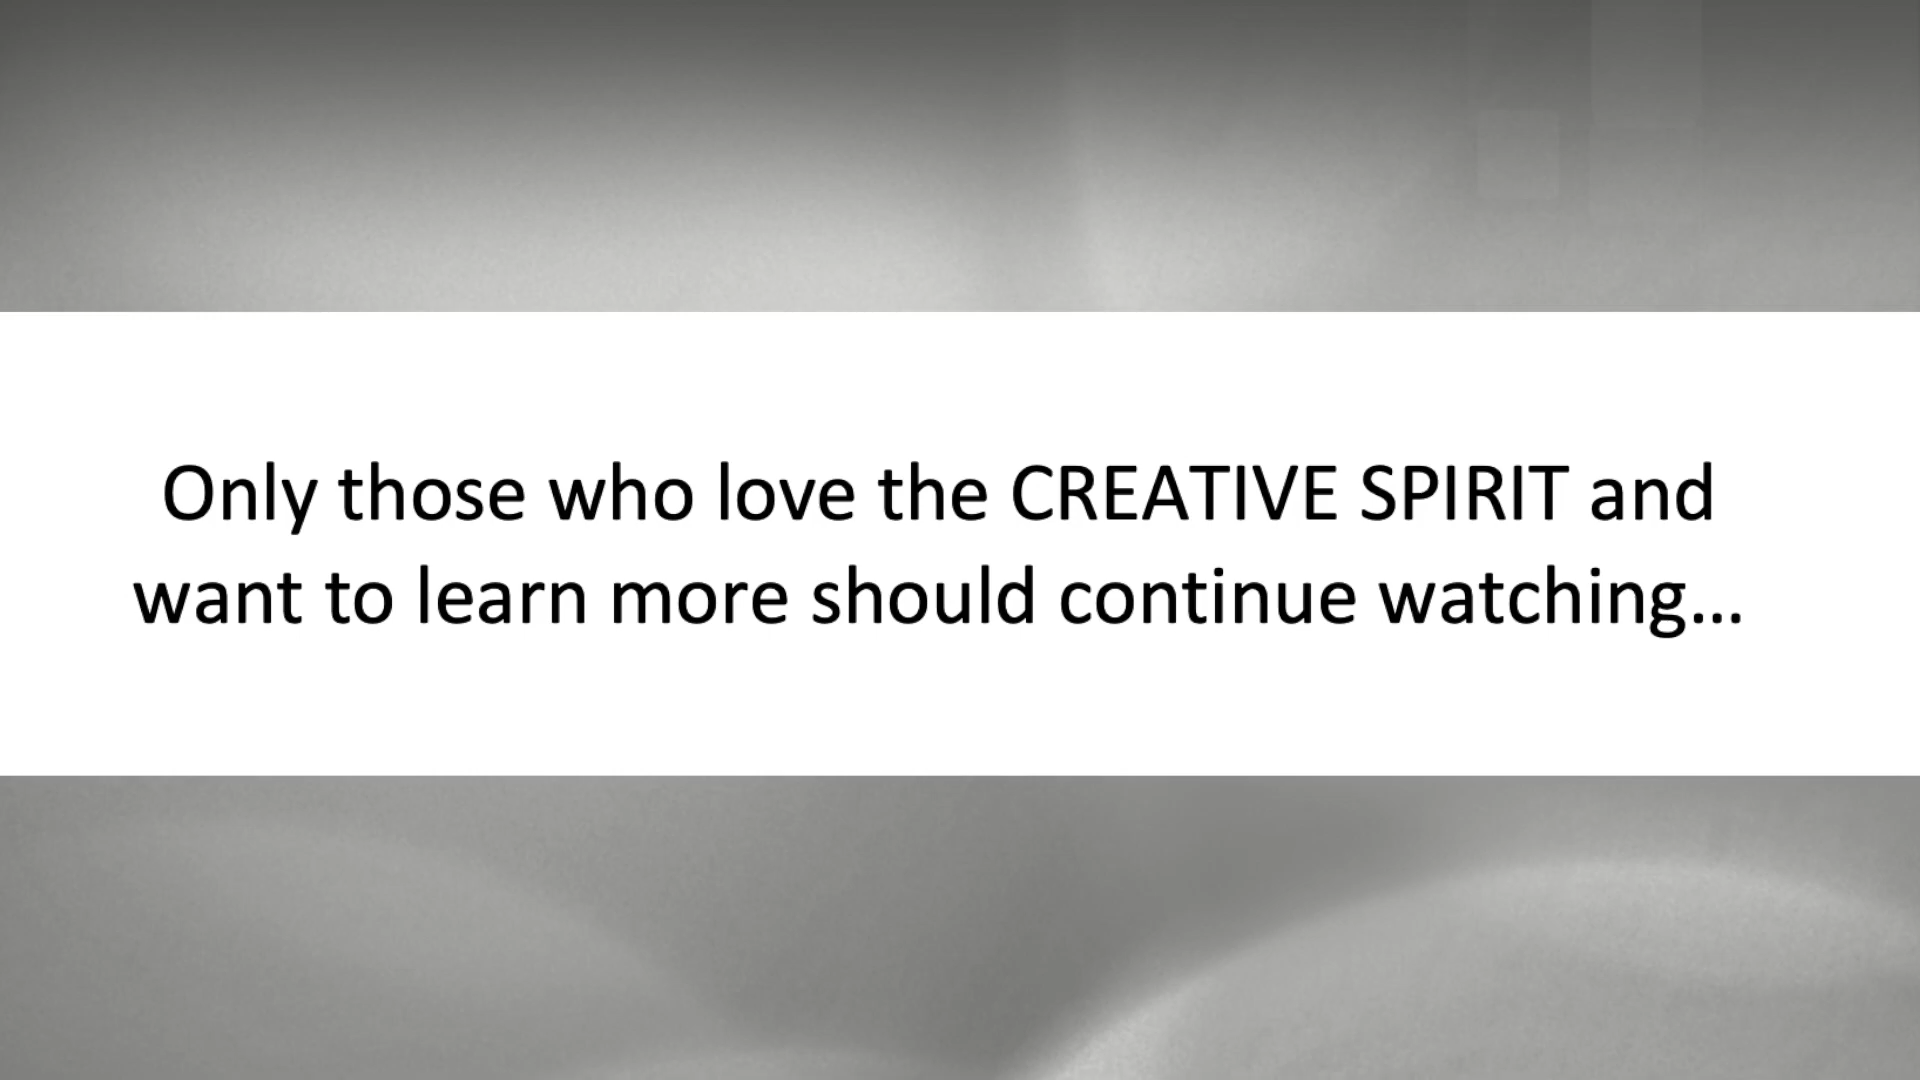 Only those who love the CREATIVE SPIRIT and
want to learn more should continue watching...